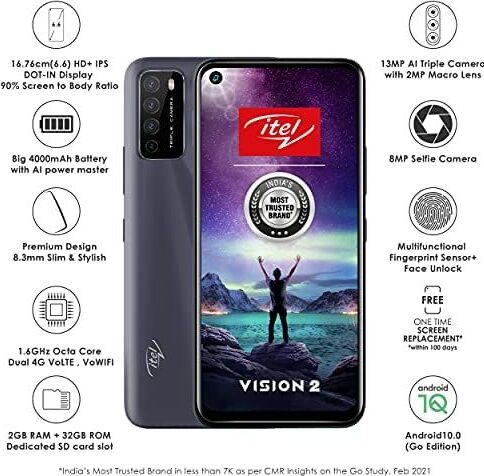 16.76cm(6.6) HD+ IPS
DOT-IN Display
90% Screen to Body Ratio
Big 4000mAh Battery
with AI power master
Premium Design
8.3mm Slim & Stylish
1.6GHz Octa Core
Dual 4G VoLTE , VoWIFI
2GB RAM + 32GB ROM
Dedicated SD card slot
TRIPLE CAMERA
itel
itel
INDIA'S
MOST
TRUSTED
BRAND*
VISION 2
13MP AI Triple Camera
with 2MP Macro Lens
8MP Selfie Camera
Multifunctional
Fingerprint Sensor+
Face Unlock
FREE
ONE TIME
SCREEN
REPLACEMENT*
*within 100 days
android
10
Android10.0
(Go Edition)
*India's Most Trusted Brand in less than 7K as per CMR Insights on the Go Study, Feb 2021